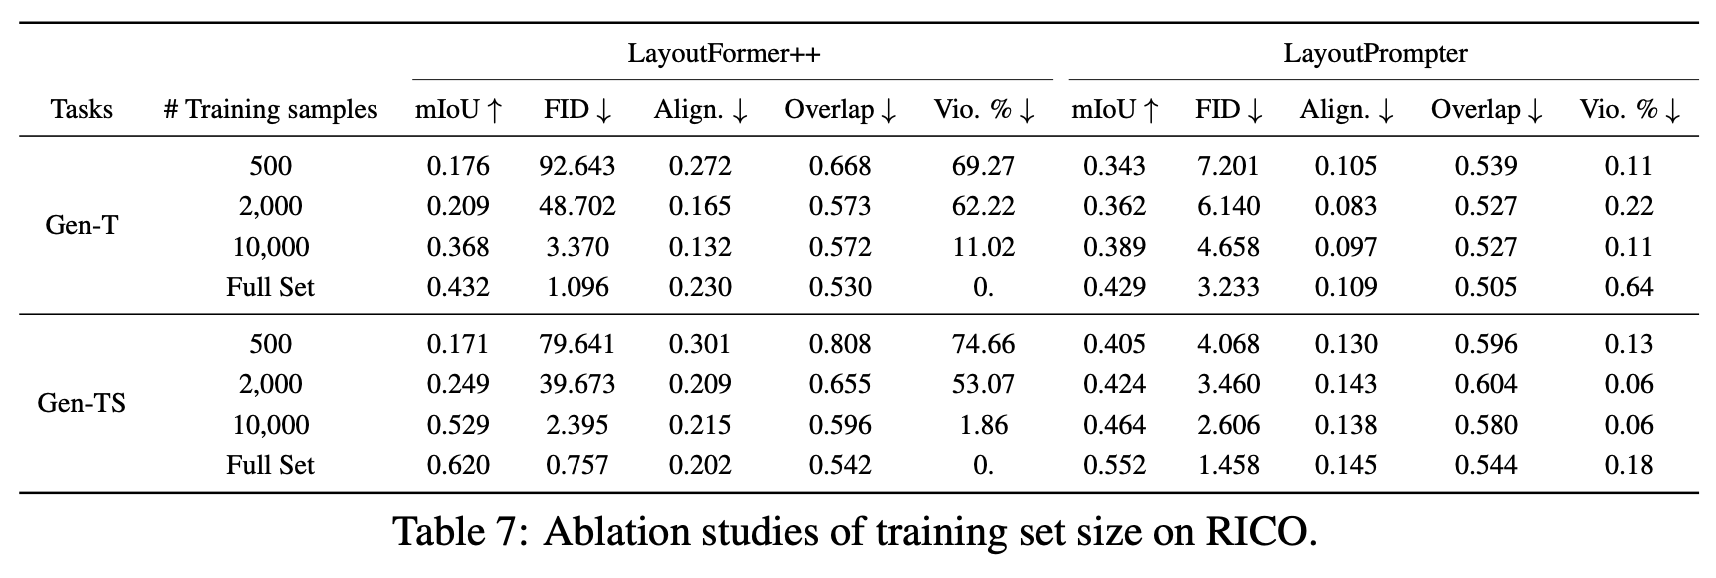 LayoutFormer++ LayoutPrompter
Tasks # Training samples mIoU ↑ FID ↓ Align. ↓ Overlap ↓ Vio. % ↓ mIoU ↑ FID ↓ Align. ↓ Overlap ↓ Vio. % ↓
500 0.176 92.643 0.272 0.668 69.27 0.343 7.201 0.105 0.539 0.11
2,000 0.209 48.702 0.165 0.573 62.22 0.362 6.140 0.083 0.527 0.22
Gen-T
10,000 0.368 3.370 0.132 0.572 11.02 0.389 4.658 0.097 0.527 0.11
Full Set 0.432 1.096 0.230 0.530 0. 0.429 3.233 0.109 0.505 0.64
500 0.171 79.641 0.301 0.808 74.66 0.405 4.068 0.130 0.596 0.13
2,000 0.249 39.673 0.209 0.655 53.07 0.424 3.460 0.143 0.604 0.06
Gen-TS
10,000 0.529 2.395 0.215 0.596 1.86 0.464 2.606 0.138 0.580 0.06
Full Set 0.620 0.757 0.202 0.542 0. 0.552 1.458 0.145 0.544 0.18
Table 7: Ablation studies of training set size on RICO.